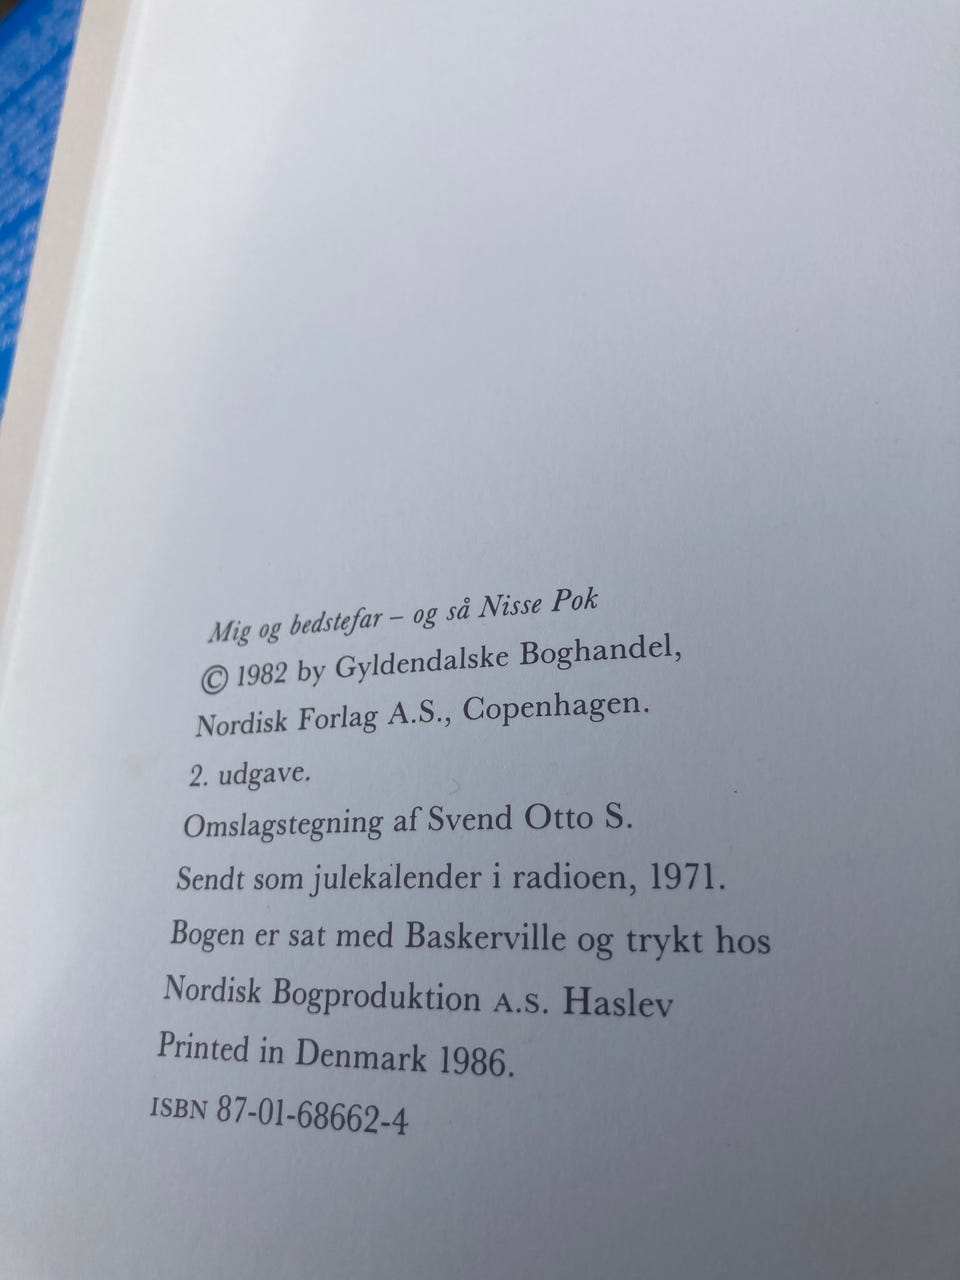 Mig og bedstefar – og så Nisse Pok
© 1982 by Gyldendalske Boghandel,
Nordisk Forlag A.S., Copenhagen.
2. udgave.
Omslagstegning af Svend Otto S.
Sendt som julekalender i radioen, 1971.
Bogen er sat med Baskerville og trykt hos
Nordisk Bogproduktion A.S. Haslev
Printed in Denmark 1986.
ISBN 87-01-68662-4